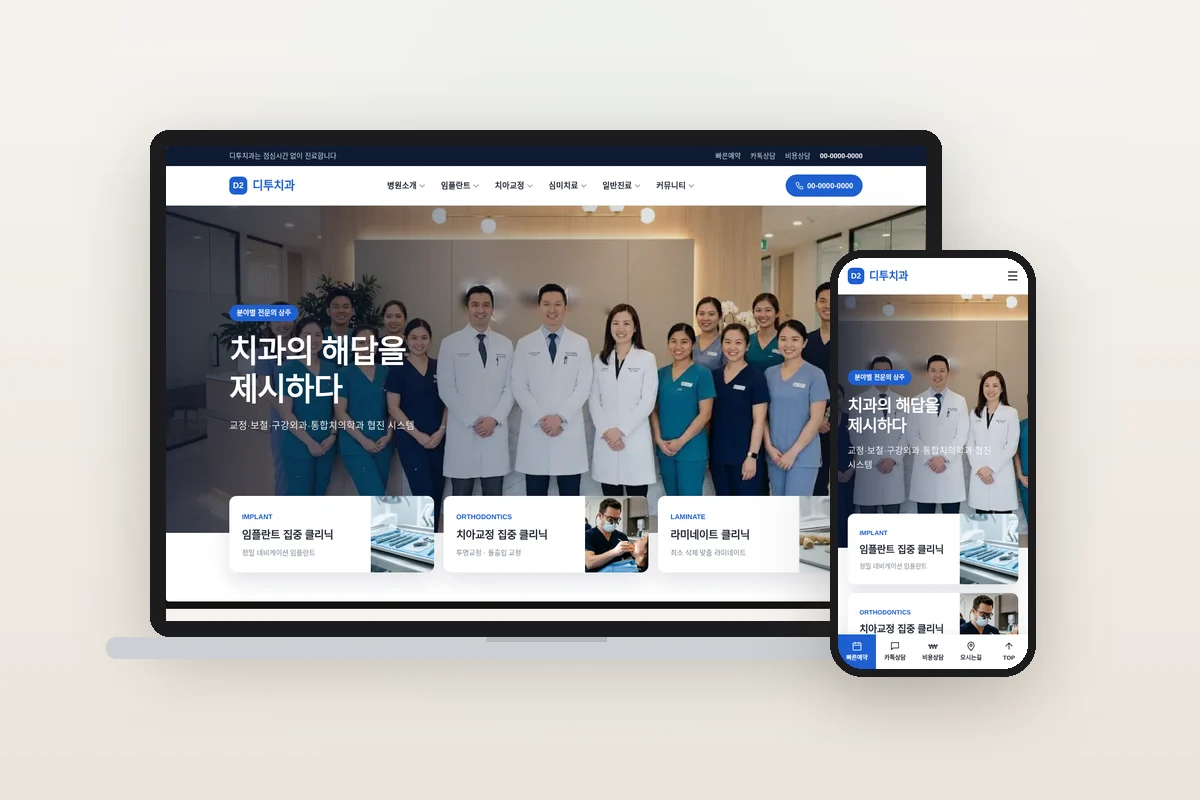 디투치과는 점심시간 없이 진료합니다
빠른예약 카톡상담 비용상담 00-0000-0000
D2 디투치과
병원소개 임플란트 치아교정 심미치료 일반진료 커뮤니티
00-0000-0000
분야별 전문의 상주
치과의 해답을
제시하다
교정·보철·구강외과·통합치의학과 협진 시스템
IMPLANT
임플란트 집중 클리닉
정밀 네비게이션 임플란트
ORTHODONTICS
치아교정 집중 클리닉
투명교정 · 돌출입 교정
LAMINATE
라미네이트 클리닉
최소 삭제 맞춤 라미네이트
D2 디투치과
분야별 전문의 상주
치과의 해답을
제시하다
교정·보철·구강외과·통합치의학과 협진
시스템
IMPLANT
임플란트 집중 클리닉
정밀 네비게이션 임플란트
ORTHODONTICS
치아교정 집중 클리닉
빠른예약 카톡상담 비용상담 오시는길 TOP